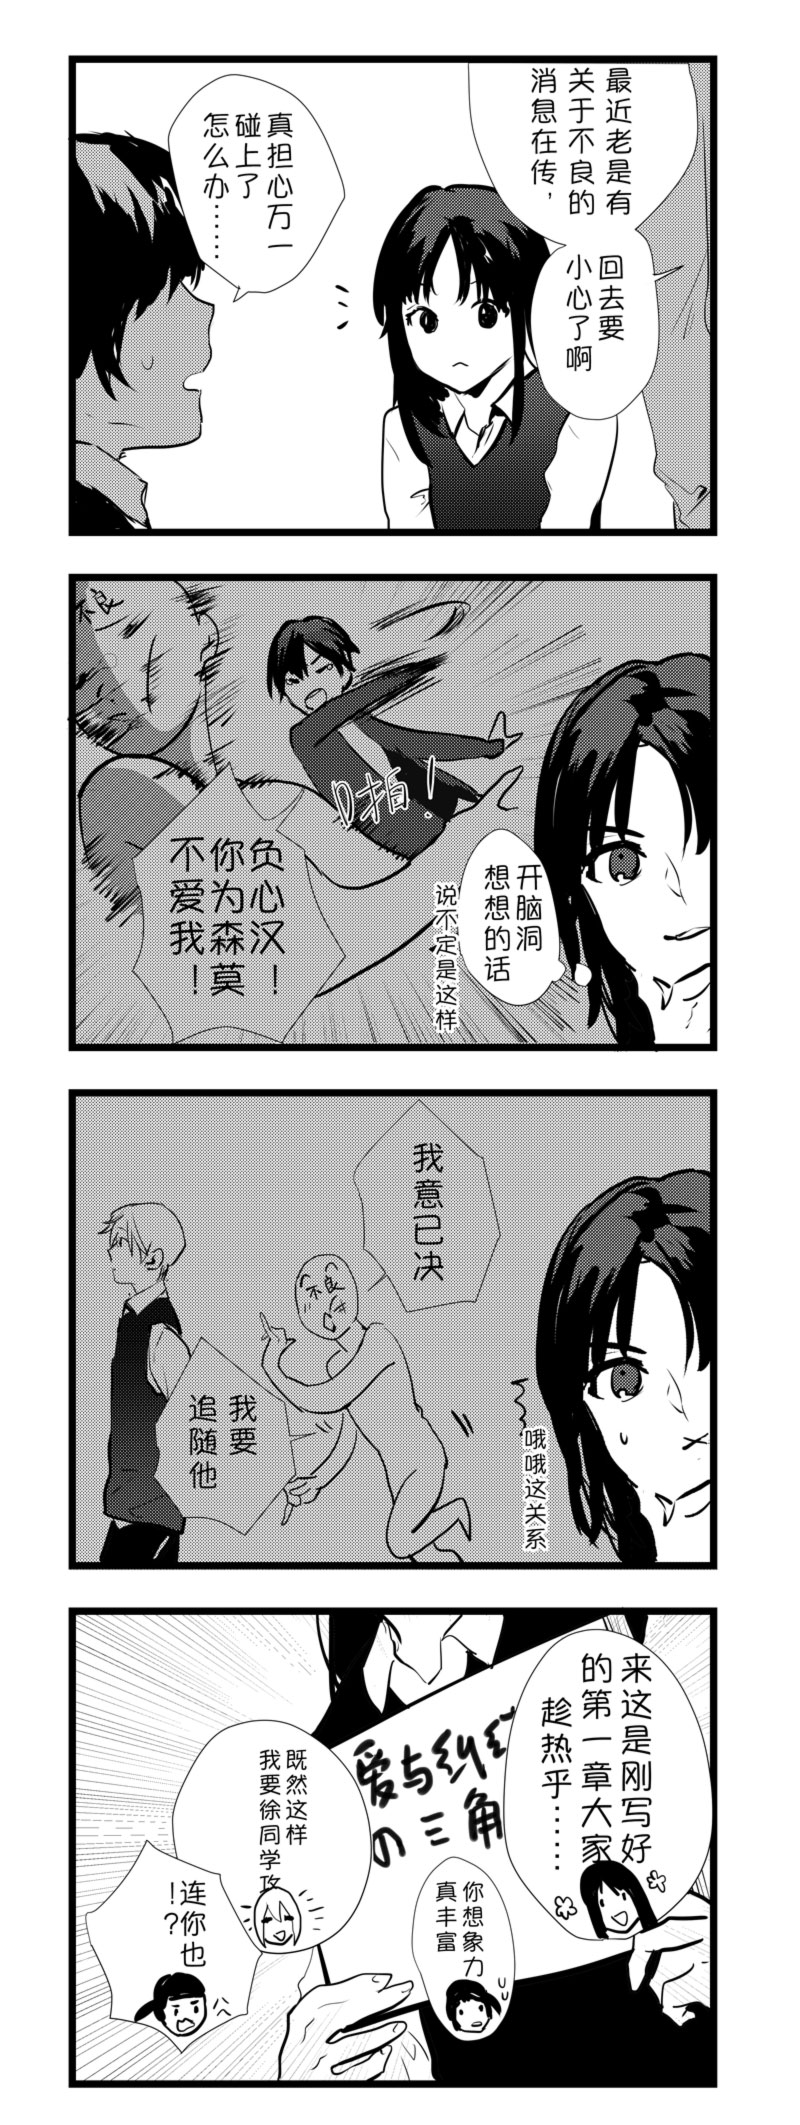 最近老是有
关于不良的
消息在传，
回去要
小心了啊
真担心万一
碰上了
怎么办……
不良
啪！
负心汉！
你为森莫
不爱我！
开脑洞
想想的话
说不定是这样
我意已决
不良
我要
追随他
哦哦这关系
来这是刚写好
的第一章大家
趁热乎……
爱与纠纟
の三角
既然这样
我要徐同学攻
你想象力
真丰富
连你也
！？